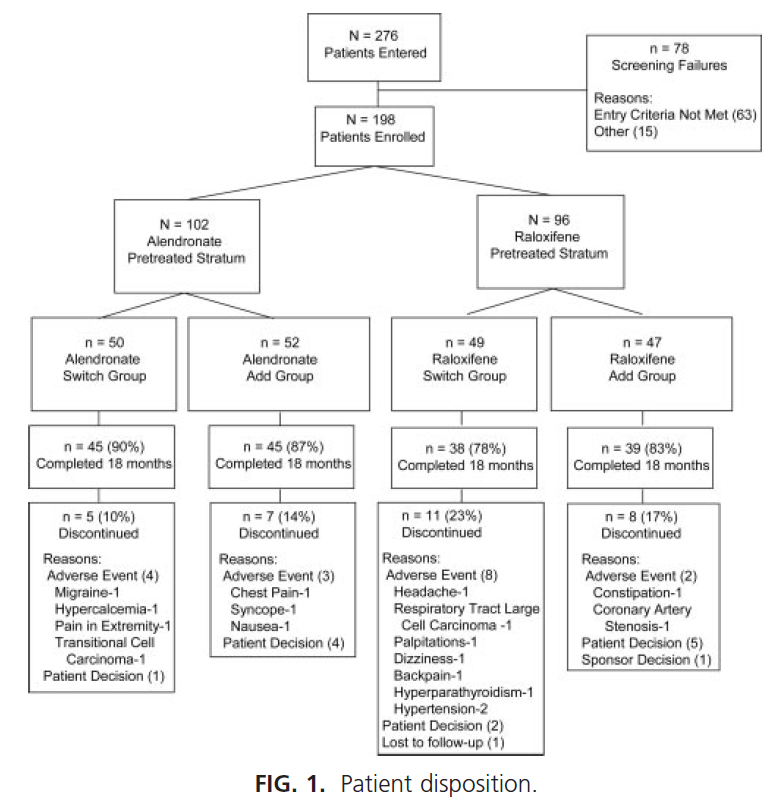 N = 276
Patients Entered
n = 78
Screening Failures
Reasons:
Entry Criteria Not Met (63)
Other (15)
N = 198
Patients Enrolled
N = 102
Alendronate
Pretreated Stratum
N = 96
Raloxifene
Pretreated Stratum
n = 50
Alendronate
Switch Group
n = 52
Alendronate
Add Group
n = 49
Raloxifene
Switch Group
n = 47
Raloxifene
Add Group
n = 45 (90%)
Completed 18 months
n = 45 (87%)
Completed 18 months
n = 38 (78%)
Completed 18 months
n = 39 (83%)
Completed 18 months
n = 5 (10%)
Discontinued
Reasons:
Adverse Event (4)
Migraine-1
Hypercalcemia-1
Pain in Extremity-1
Transitional Cell
Carcinoma-1
Patient Decision (1)
n = 7 (14%)
Discontinued
Reasons:
Adverse Event (3)
Chest Pain-1
Syncope-1
Nausea-1
Patient Decision (4)
n = 11 (23%)
Discontinued
Reasons:
Adverse Event (8)
Headache-1
Respiratory Tract Large
Cell Carcinoma -1
Palpitations-1
Dizziness-1
Backpain-1
Hyperparathyroidism-1
Hypertension-2
Patient Decision (2)
Lost to follow-up (1)
n = 8 (17%)
Discontinued
Reasons:
Adverse Event (2)
Constipation-1
Coronary Artery
Stenosis-1
Patient Decision (5)
Sponsor Decision (1)
FIG. 1. Patient disposition.